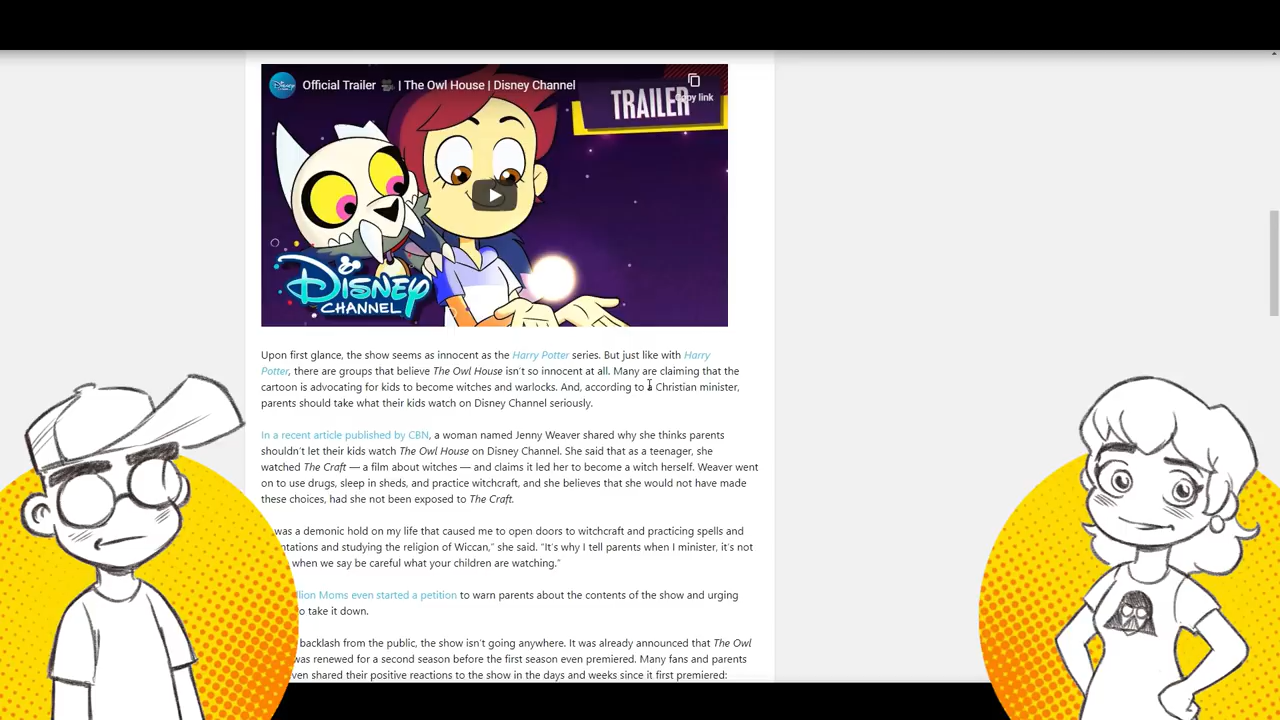 Official Trailer 🎥 | The Owl House | Disney Channel
Copy link
TRAILER
Disney
CHANNEL
Upon first glance, the show seems as innocent as the Harry Potter series. But just like with Harry
Potter, there are groups that believe The Owl House isn't so innocent at all. Many are claiming that the
cartoon is advocating for kids to become witches and warlocks. And, according to a Christian minister,
parents should take what their kids watch on Disney Channel seriously.
In a recent article published by CBN, a woman named Jenny Weaver shared why she thinks parents
shouldn't let their kids watch The Owl House on Disney Channel. She said that as a teenager, she
watched The Craft — a film about witches — and claims it led her to become a witch herself. Weaver went
on to use drugs, sleep in sheds, and practice witchcraft, and she believes that she would not have made
these choices, had she not been exposed to The Craft.
was a demonic hold on my life that caused me to open doors to witchcraft and practicing spells and
ntations and studying the religion of Wiccan," she said. "It's why I tell parents when I minister, it's not
when we say be careful what your children are watching."
llion Moms even started a petition to warn parents about the contents of the show and urging
o take it down.
backlash from the public, the show isn't going anywhere. It was already announced that The Owl
was renewed for a second season before the first season even premiered. Many fans and parents
ven shared their positive reactions to the show in the days and weeks since it first premiered: